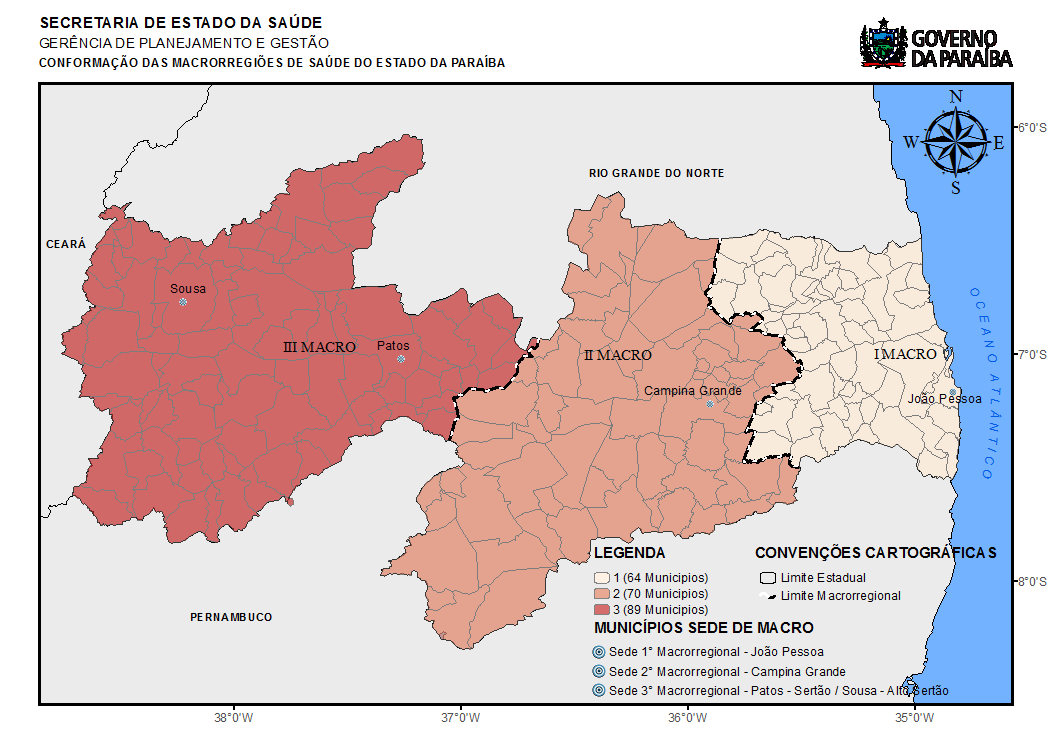 SECRETARIA DE ESTADO DA SAÚDE
GERÊNCIA DE PLANEJAMENTO E GESTÃO
CONFORMAÇÃO DAS MACRORREGIÕES DE SAÚDE DO ESTADO DA PARAÍBA
GOVERNO
DA PARAÍBA
N
W E
S
6°0'S
RIO GRANDE DO NORTE
CEARÁ
Sousa
OCEANO ATLÂNTICO
III MACRO
Patos
II MACRO
I MACRO
7°0'S
Campina Grande
João Pessoa
LEGENDA
1 (64 Municipios)
2 (70 Municipios)
3 (89 Municipios)
CONVENÇÕES CARTOGRÁFICAS
Limite Estadual
Limite Macrorregional
8°0'S
PERNAMBUCO
MUNICÍPIOS SEDE DE MACRO
Sede 1° Macrorregional - João Pessoa
Sede 2° Macrorregional - Campina Grande
Sede 3° Macrorregional - Patos - Sertão / Sousa - Alto Sertão
38°0'W
37°0'W
36°0'W
35°0'W